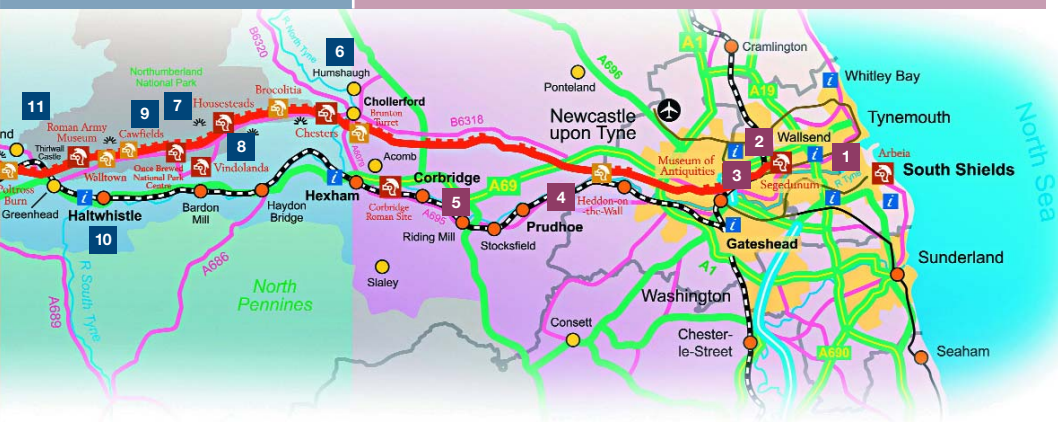 6
Humshaugh
R North Tyne
B6320
Northumberland
National Park
11
9
7
Housesteads
Brocolitia
Chollerford
Brunton
Turret
Chesters
Roman Army
Museum
Cawfields
8
Thirlwall
Castle
Walltown
Once Brewed
National Park
Centre
Vindolanda
Greenhead
i
Haltwhistle
10
Bardon
Mill
Haydon
Bridge
Hexham
i
A6079
Acomb
Corbridge
Corbridge
Roman Site
A695
5
Riding Mill
Stocksfield
Prudhoe
4
Heddon-on
-the-Wall
A69
B6318
A696
Ponteland
Newcastle
upon Tyne
A1
Cramlington
A19
i
Whitley Bay
Tynemouth
2
Wallsend
i
i
1
Museum of
Antiquities
3
Segedunum
R Tyne
Arbeia
South Shields
i
i
i
Gateshead
North Sea
Sunderland
A1
Washington
Chester-
le-Street
A690
Seaham
Consett
Slaley
North
Pennines
A686
R South Tyne
A689